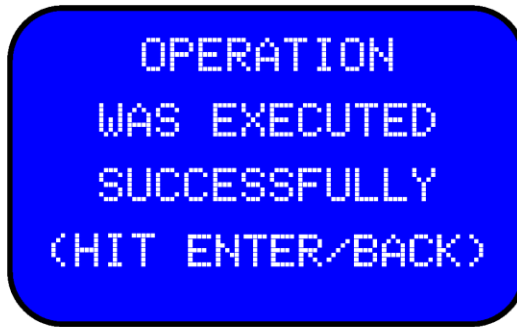 OPERATION
WAS EXECUTED
SUCCESSFULLY
(HIT ENTER/BACK)